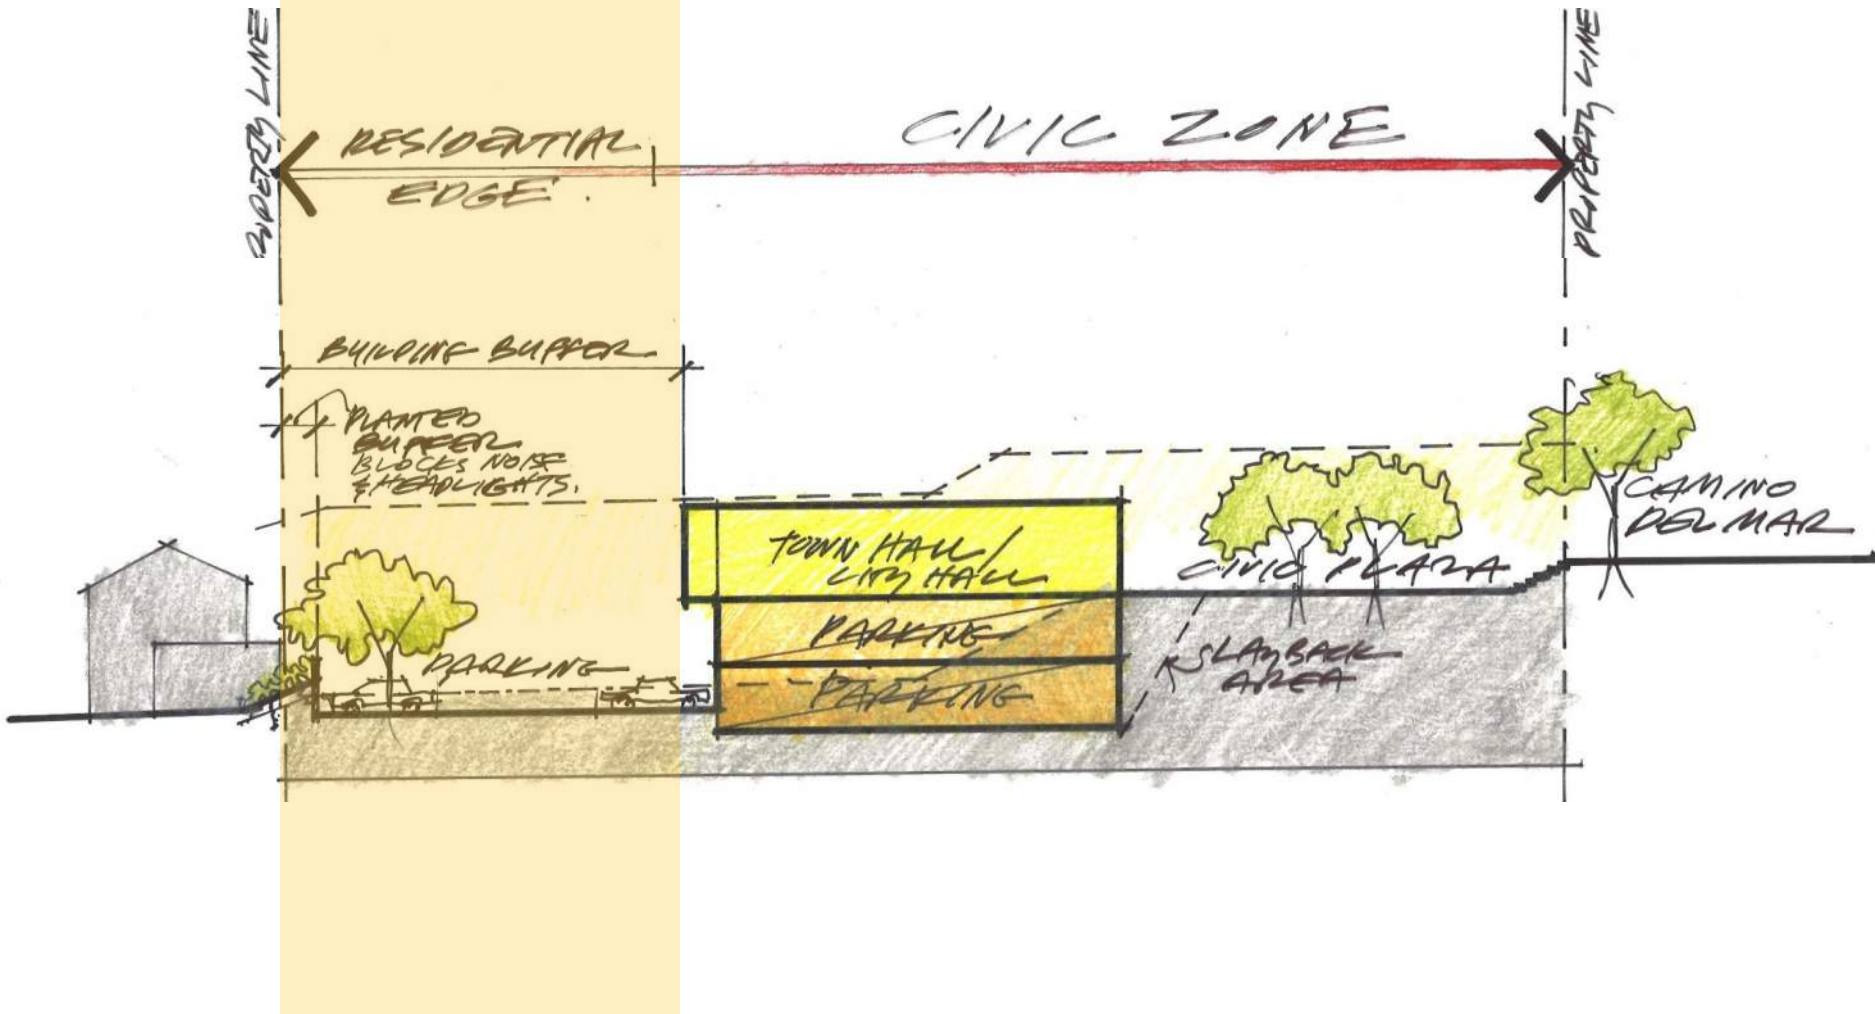 PROPERTY LINE
RESIDENTIAL
EDGE.
CIVIC ZONE
PROPERTY LINE
BUILDING BUFFER
PLANTED
BUFFER
BLOCKS NOISE
& HEADLIGHTS.
TOWN HALL/
CITY HALL
CIVIC PLAZA
CAMINO
DEL MAR
PARKING
PARKING
PARKING
SLAYBACK
AREA